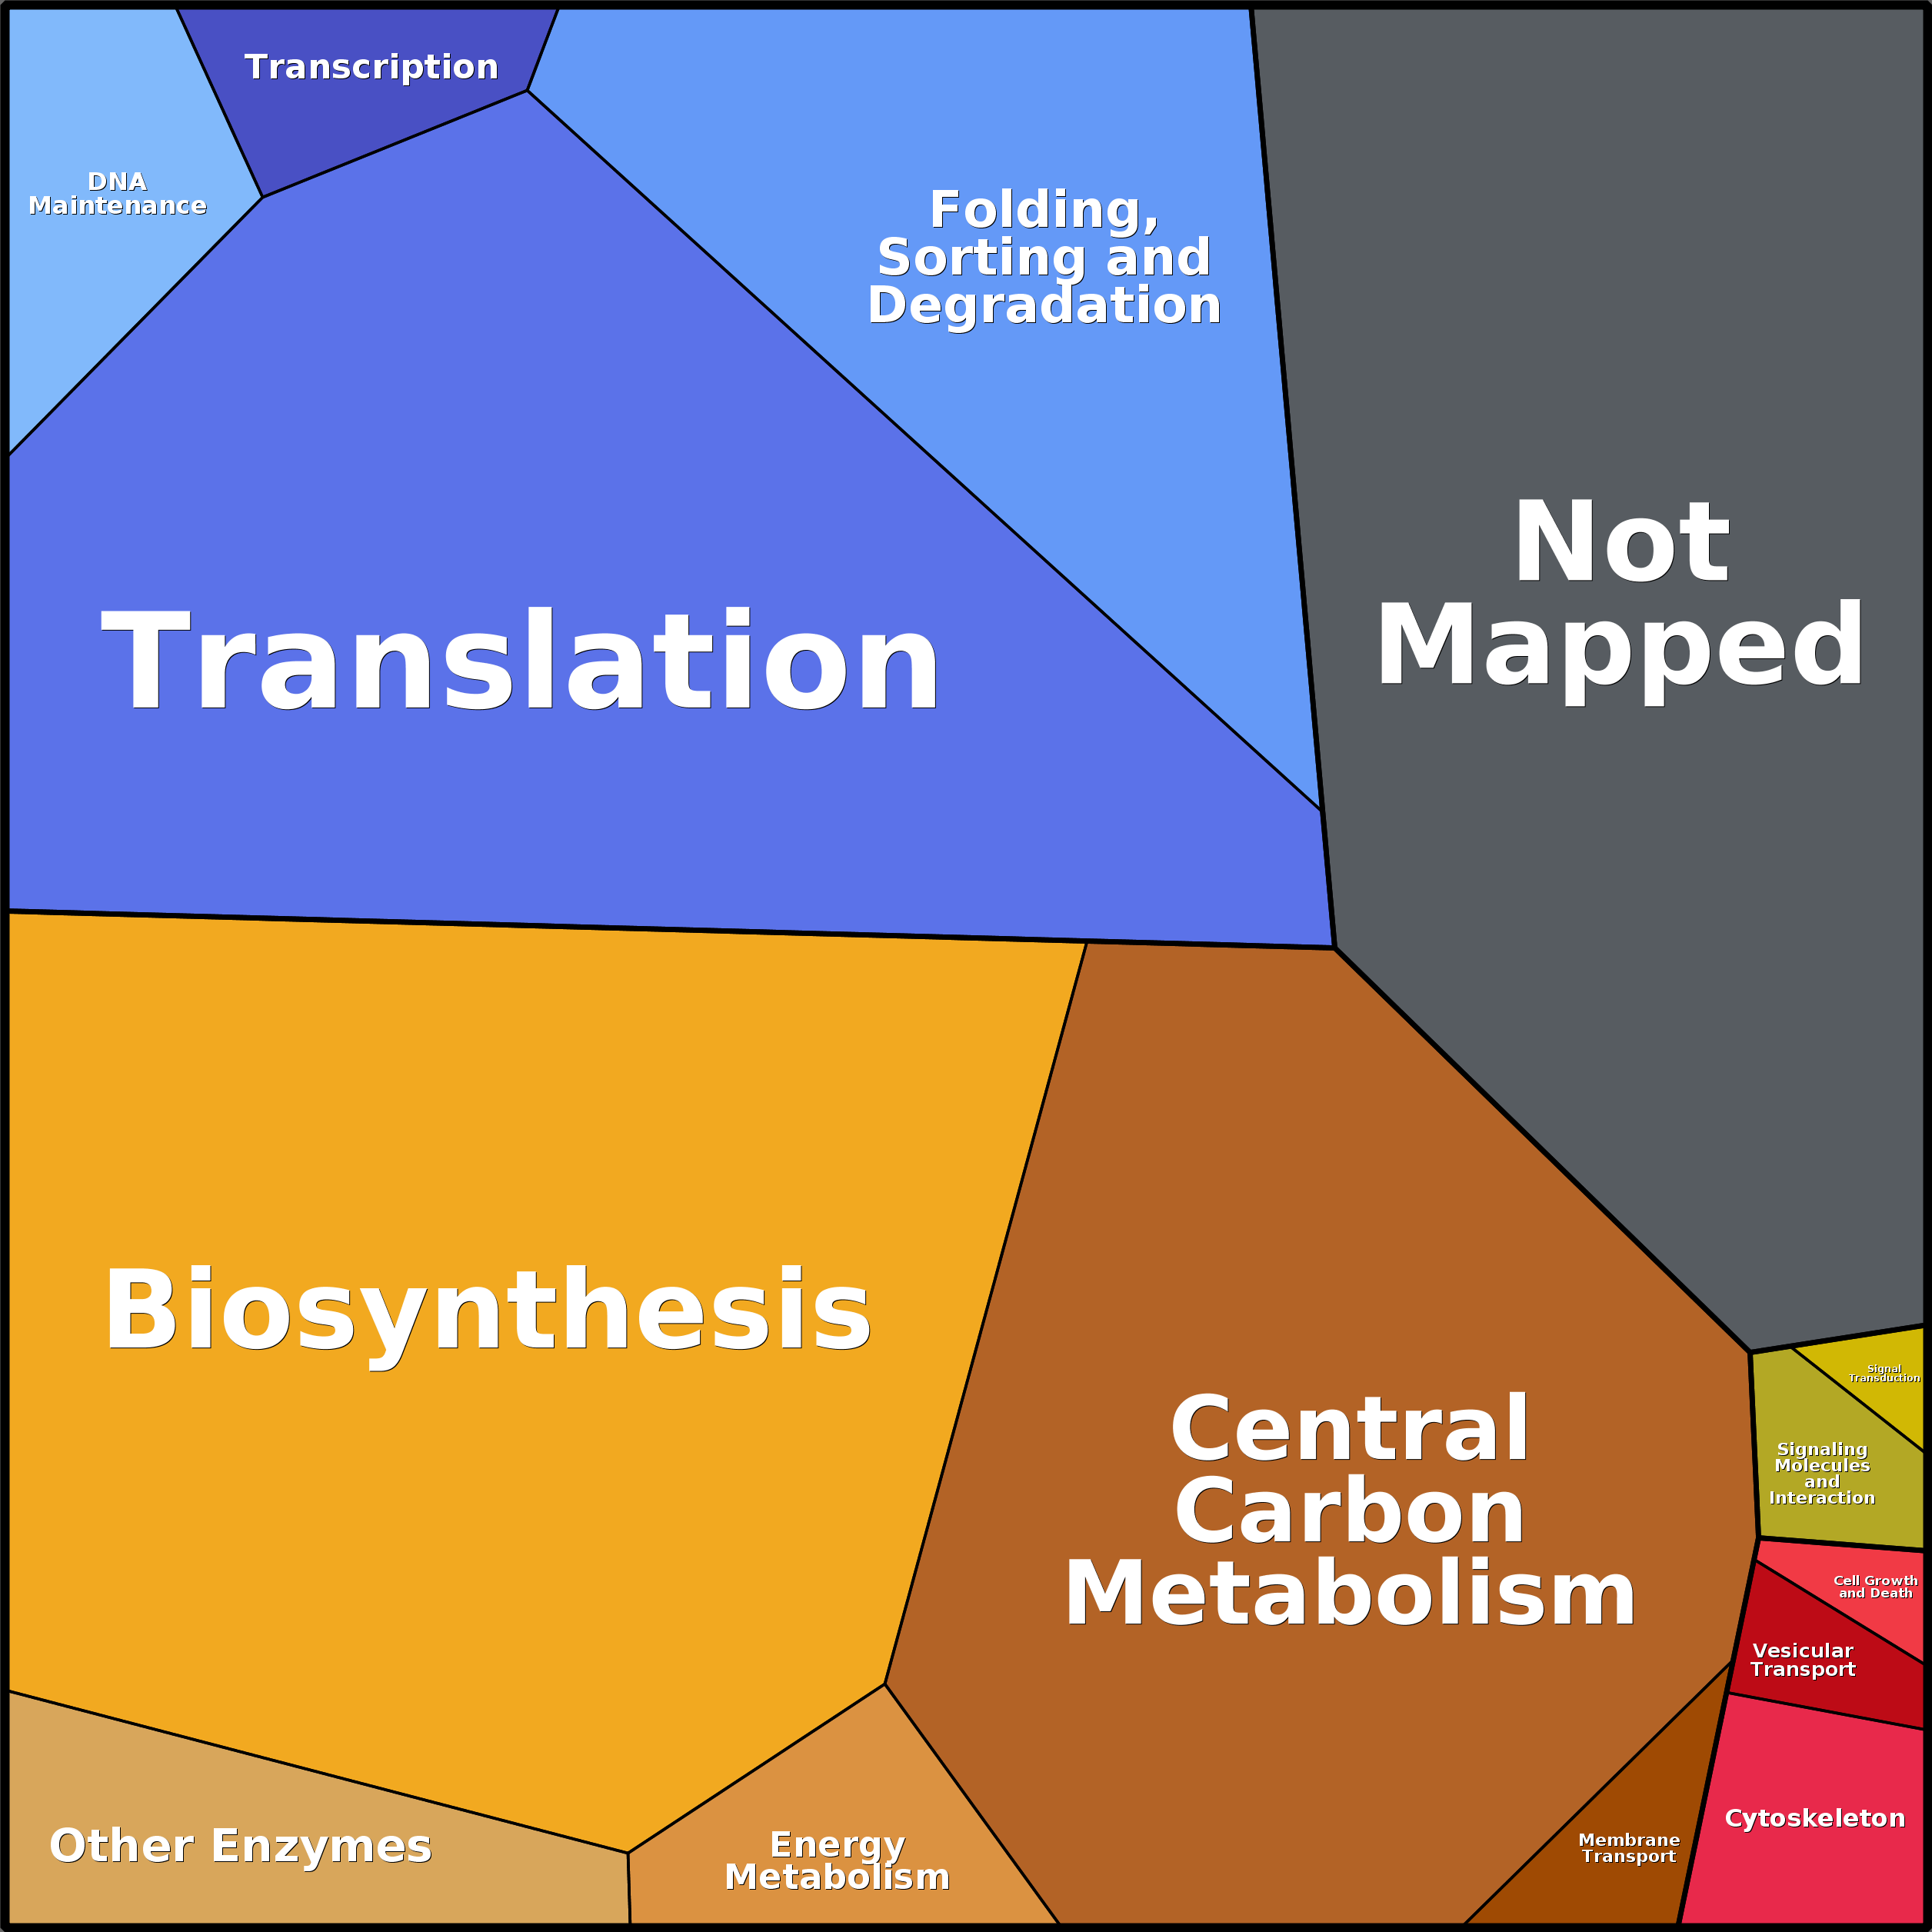 Transcription
DNA
Maintenance
Folding,
Sorting and
Degradation
Not
Mapped
Translation
Biosynthesis
Central
Carbon
Metabolism
Signal
Transduction
Signaling
Molecules
and
Interaction
Cell Growth
and Death
Vesicular
Transport
Cytoskeleton
Membrane
Transport
Other Enzymes
Energy
Metabolism